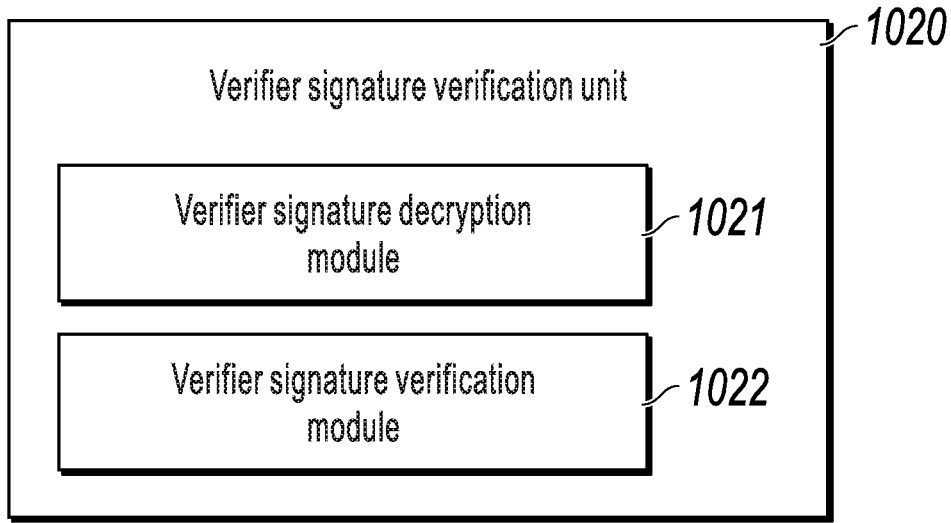 1020
Verifier signature verification unit
Verifier signature decryption
module
1021
Verifier signature verification
module
1022